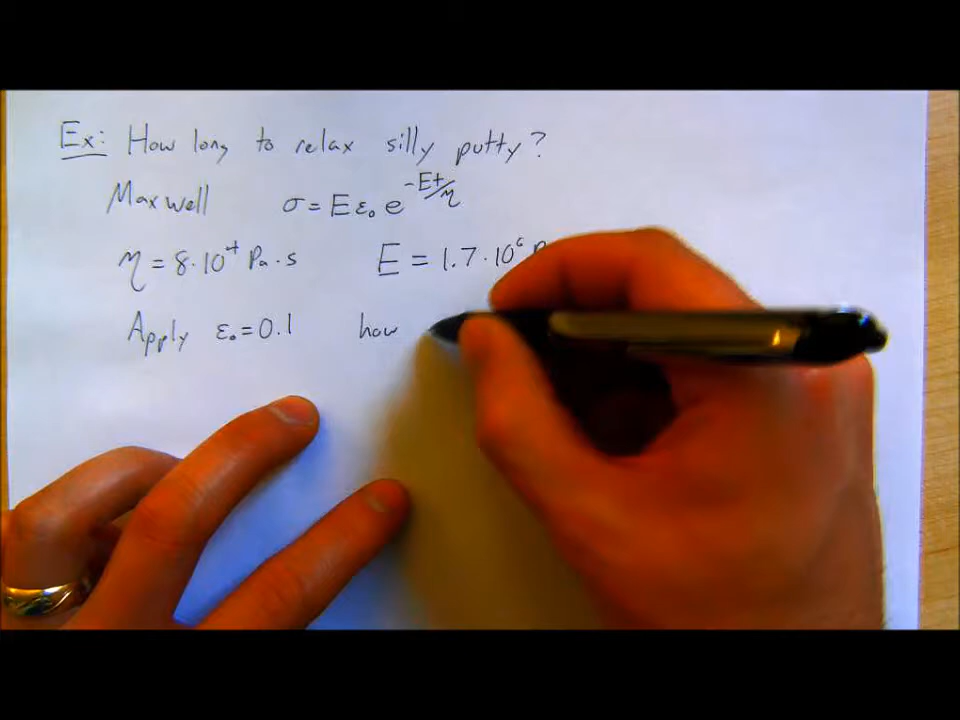 Ex: How long to relax silly putty?
Maxwell σ = E ε₀ e^(-Et/η)
η = 8·10⁴ Pa·s E = 1.7·10⁶
Apply ε₀ = 0.1 how